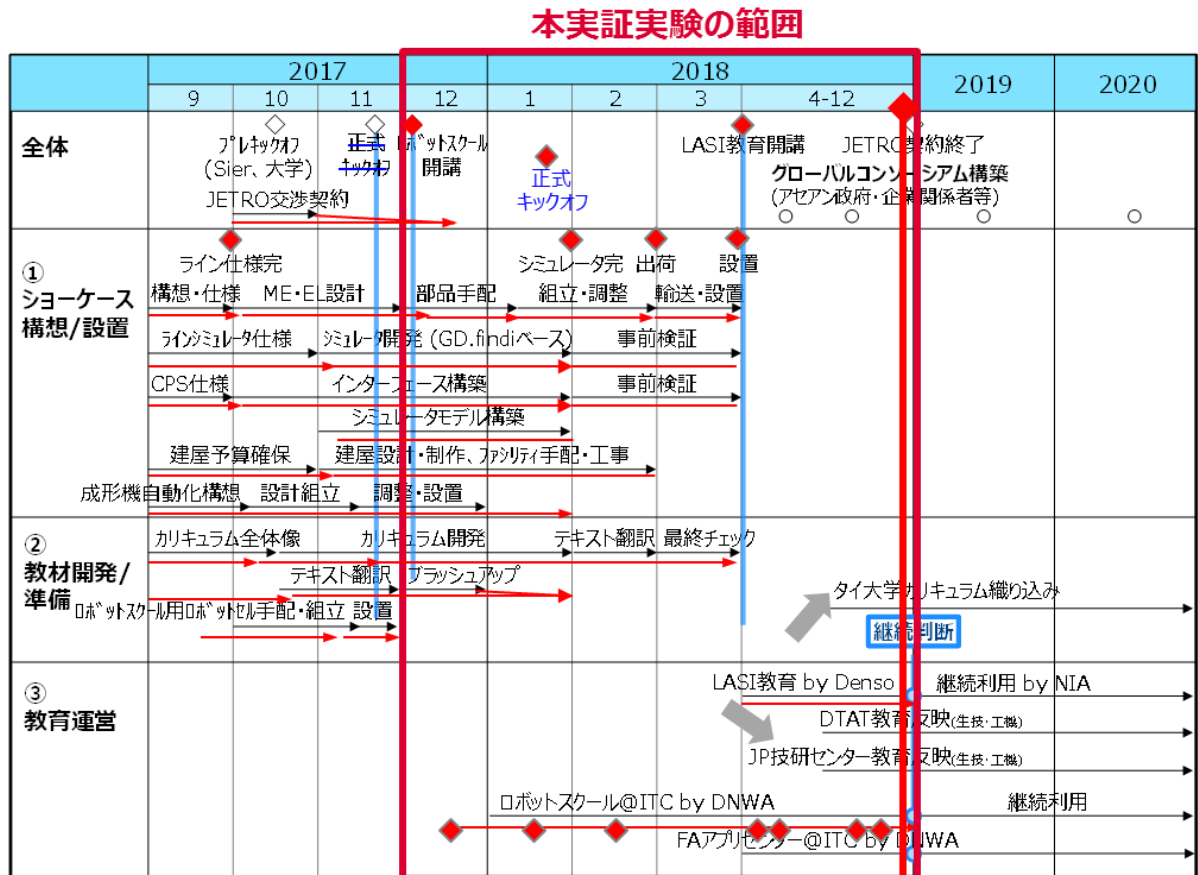 本実証実験の範囲
2017 2018 2019 2020
9 10 11 12 1 2 3 4-12
全体
プレキックオフ
(Sier、大学)
正式
キックオフ
ロボットスクール
開講
正式
キックオフ
LASI教育開講
JETRO契約終了
グローバルコンソーシアム構築
(アセアン政府・企業関係者等)
JETRO交渉契約
①
ショーケース
構想/設置
ライン仕様完
シミュレータ完 出荷 設置
構想・仕様 ME・EL設計 部品手配 組立・調整 輸送・設置
ラインシミュレータ仕様 シミュレータ開発 (GD.findiベース) 事前検証
CPS仕様 インターフェース構築 事前検証
シミュレータモデル構築
建屋予算確保 建屋設計・制作、ファシリティ手配・工事
成形機自動化構想 設計組立 調整・設置
②
教材開発/
準備
カリキュラム全体像 カリキュラム開発 テキスト翻訳 最終チェック
テキスト翻訳 ブラッシュアップ
ロボットスクール用ロボットセル手配・組立 設置
タイ大学カリキュラム織り込み
継続判断
③
教育運営
LASI教育 by Denso 継続利用 by NIA
DTAT教育反映(生技・工機)
JP技研センター教育反映(生技・工機)
ロボットスクール@ITC by DNWA 継続利用
FAアプリセンター@ITC by DNWA